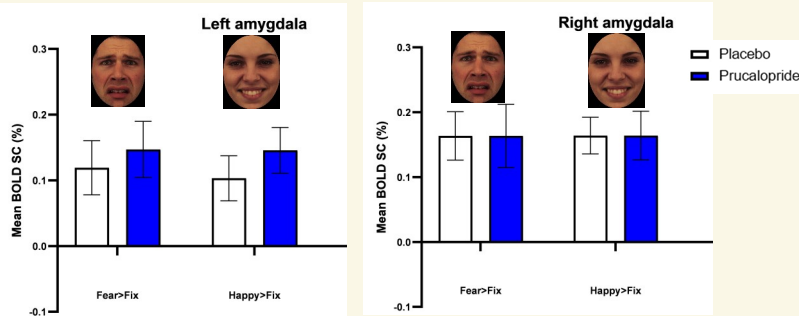 Left amygdala
Mean BOLD SC (%)
0.3
0.2
0.1
0.0
-0.1
Fear>Fix
Happy>Fix
Right amygdala
Mean BOLD SC (%)
0.3
0.2
0.1
0.0
-0.1
Fear>Fix
Happy>Fix
Placebo
Prucalopride